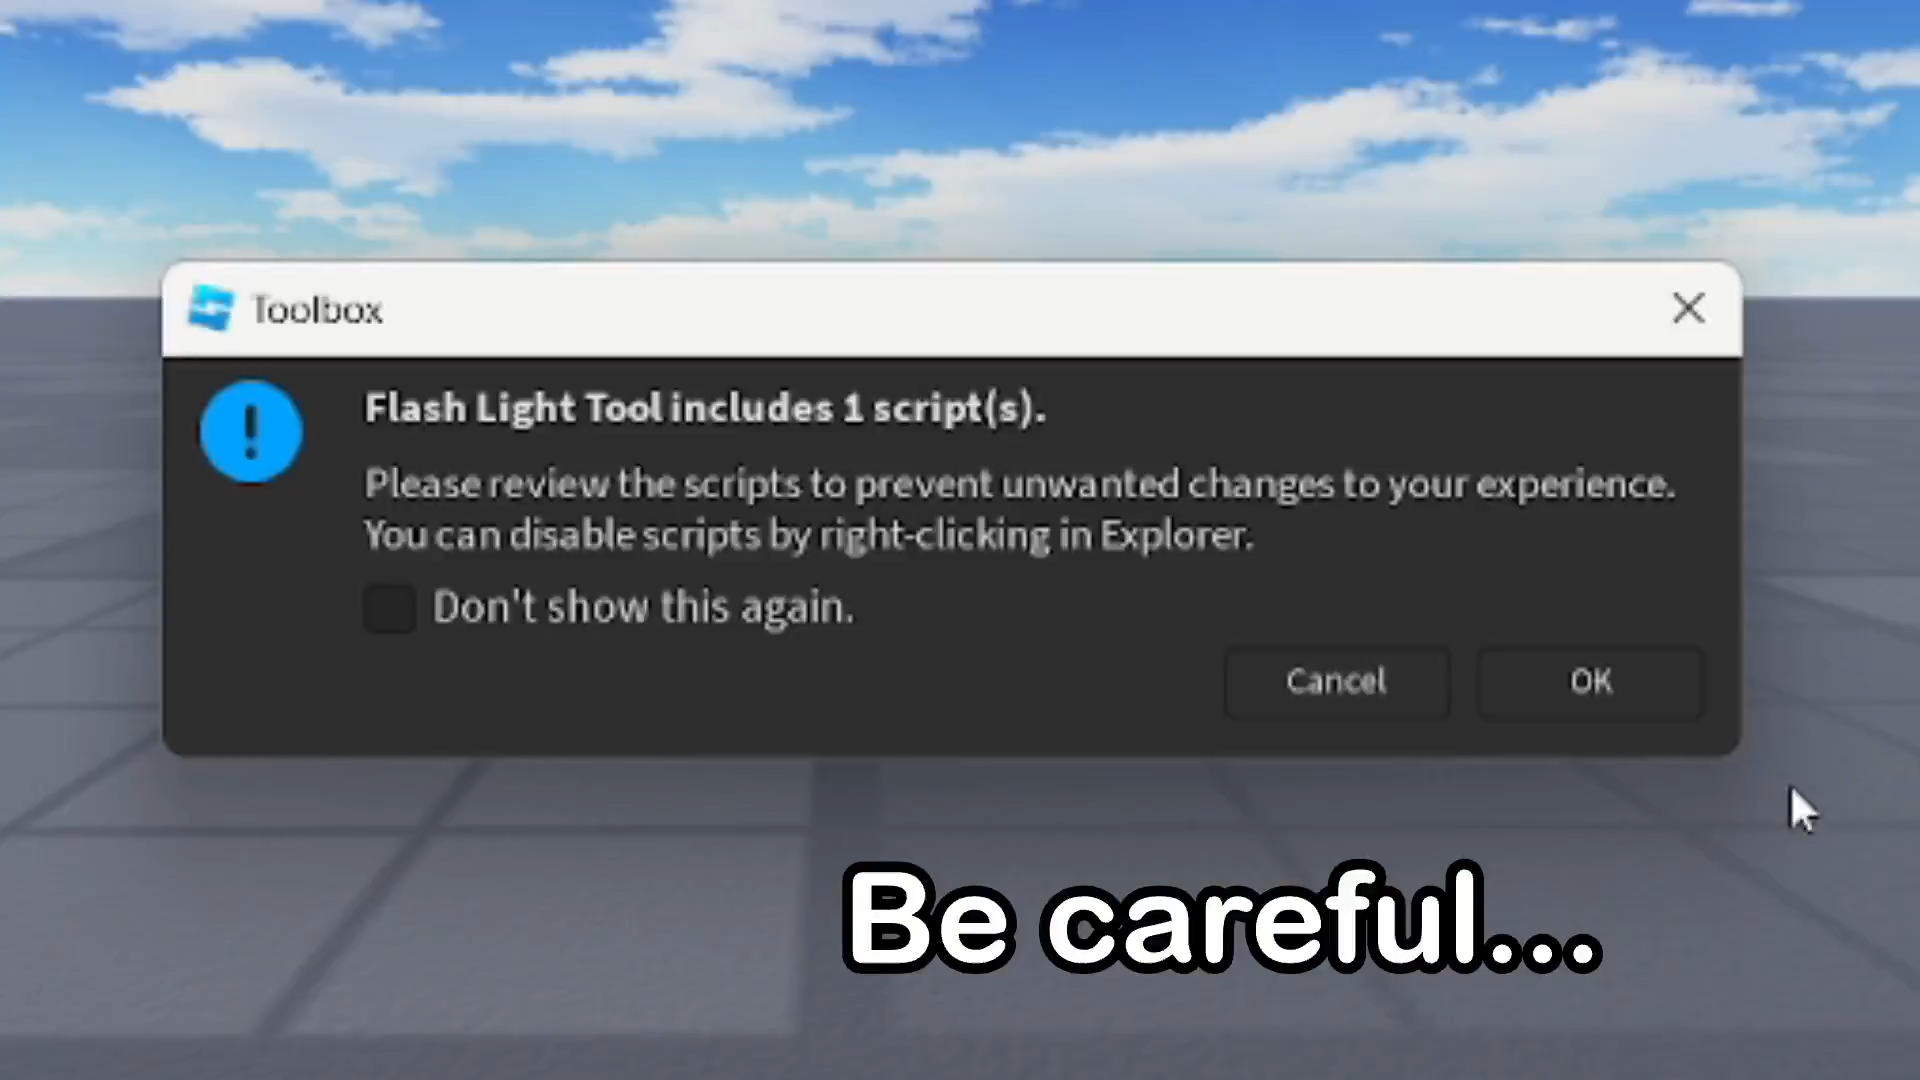 Toolbox
Flash Light Tool includes 1 script(s).
Please review the scripts to prevent unwanted changes to your experience.
You can disable scripts by right-clicking in Explorer.
Don't show this again.
Cancel
OK
Be careful...